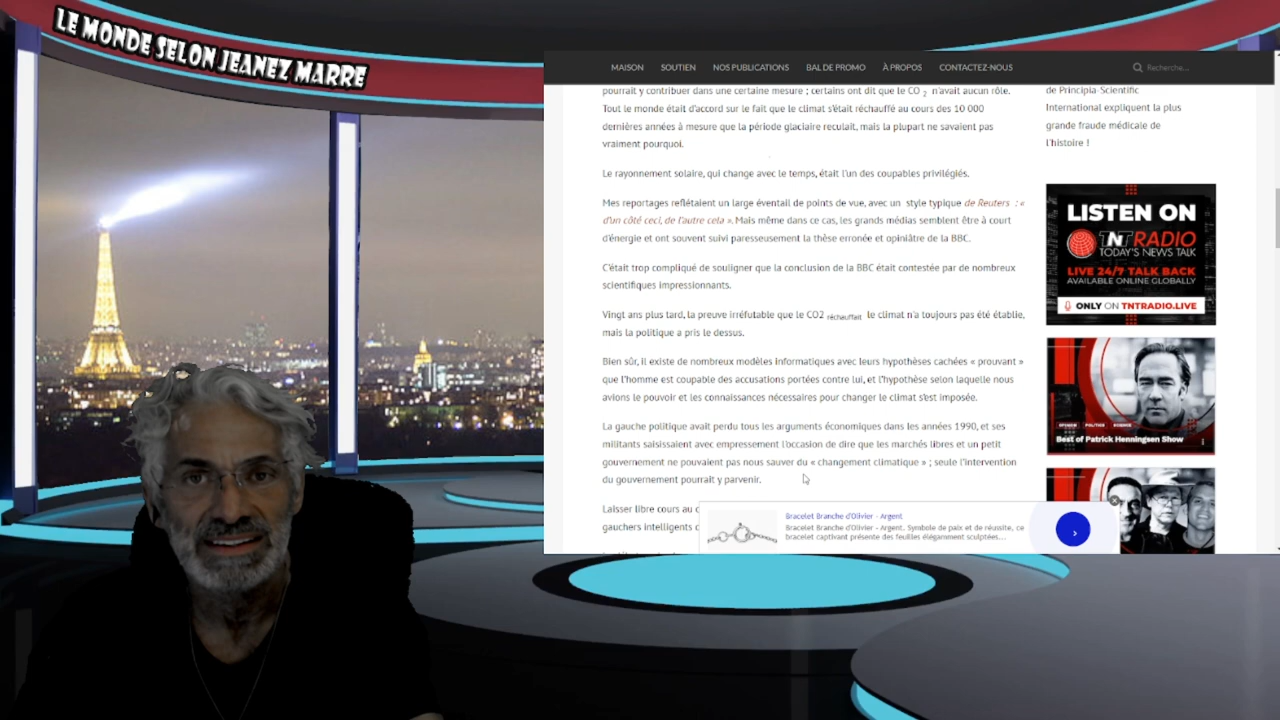 LE MONDE SELON JEANEZ MARRE
MAISON SOUTIEN NOS PUBLICATIONS BAL DE PROMO À PROPOS CONTACTEZ-NOUS Recherche...
pourrait y contribuer dans une certaine mesure ; certains ont dit que le CO 2 n'avait aucun rôle.
Tout le monde était d'accord sur le fait que le climat s'était réchauffé au cours des 10 000
dernières années à mesure que la période glaciaire reculait, mais la plupart ne savaient pas
vraiment pourquoi.
Le rayonnement solaire, qui change avec le temps, était l'un des coupables privilégiés.
Mes reportages reflétaient un large éventail de points de vue, avec un style typique de Reuters : «
d'un côté ceci, de l'autre cela ». Mais même dans ce cas, les grands médias semblent être à court
d'énergie et ont souvent suivi paresseusement la thèse erronée et opiniâtre de la BBC.
C'était trop compliqué de souligner que la conclusion de la BBC était contestée par de nombreux
scientifiques impressionnants.
Vingt ans plus tard, la preuve irréfutable que le CO2 réchauffait le climat n'a toujours pas été établie,
mais la politique a pris le dessus.
Bien sûr, il existe de nombreux modèles informatiques avec leurs hypothèses cachées « prouvant »
que l'homme est coupable des accusations portées contre lui, et l'hypothèse selon laquelle nous
avions le pouvoir et les connaissances nécessaires pour changer le climat s'est imposée.
La gauche politique avait perdu tous les arguments économiques dans les années 1990, et ses
militants saisissaient avec empressement l'occasion de dire que les marchés libres et un petit
gouvernement ne pouvaient pas nous sauver du « changement climatique » ; seule l'intervention
du gouvernement pourrait y parvenir.
Laisser libre cours au c
gauchers intelligents c
Bracelet Branche d'Olivier - Argent
Bracelet Branche d'Olivier - Argent. Symbole de paix et de réussite, ce
bracelet captivant présente des feuilles élégamment sculptées...
de Principia Scientific
International expliquent la plus
grande fraude médicale de
l'histoire !
LISTEN ON
TNTRADIO
TODAY'S NEWS TALK
LIVE 24/7 TALK BACK
AVAILABLE ONLINE GLOBALLY
ONLY ON TNTRADIO.LIVE
OPINION POLITICS SCIENCE
Best of Patrick Henningsen Show